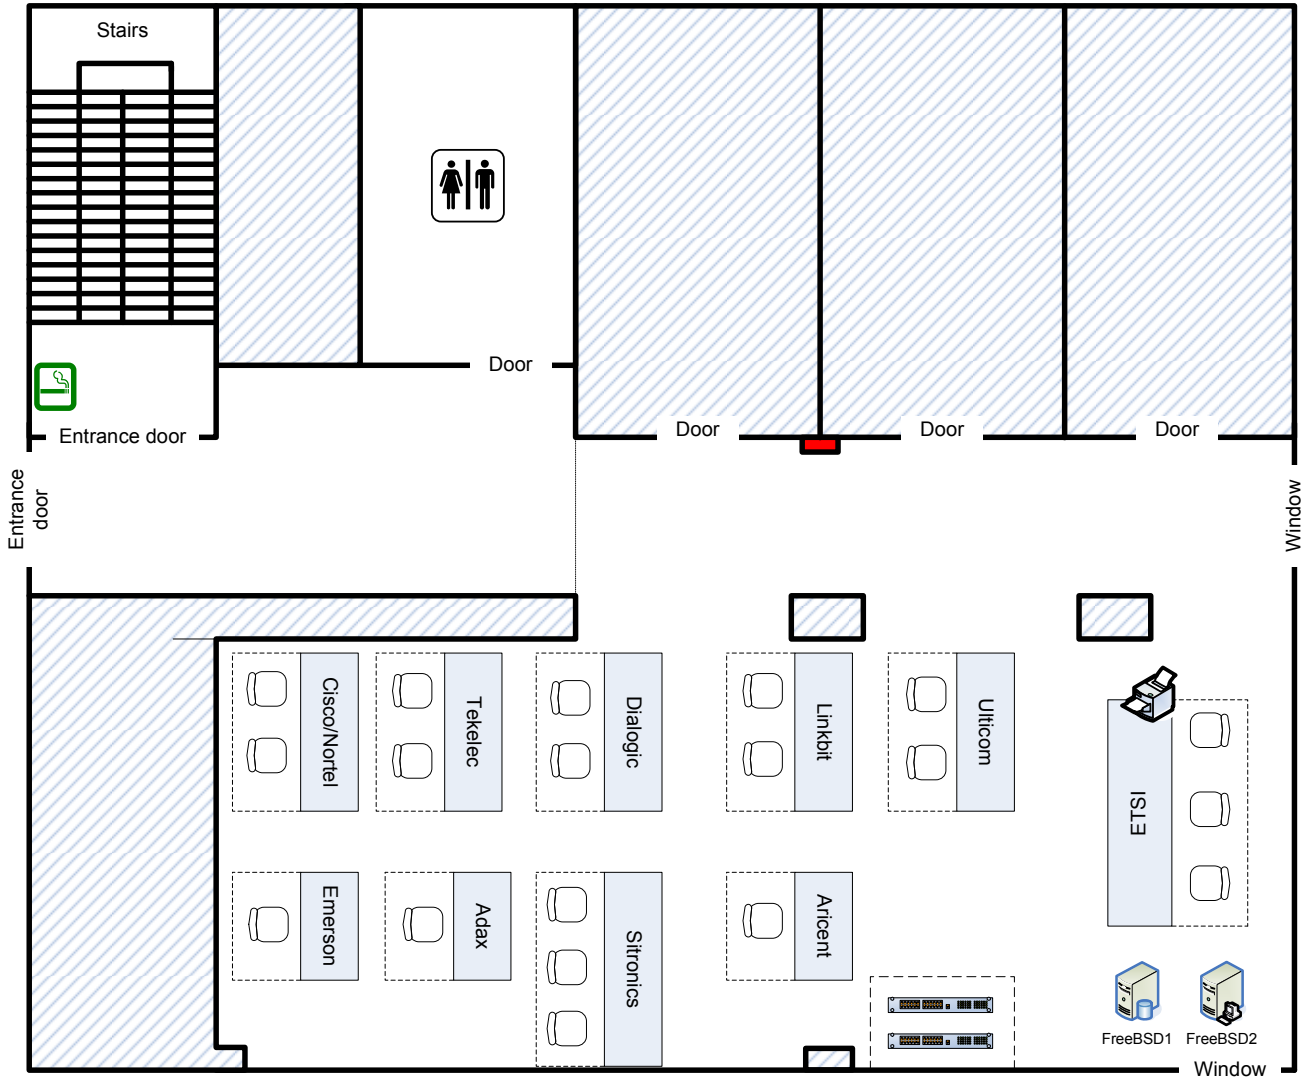 Stairs
Door
Entrance door
Door
Door
Door
Entrance
door
Window
Cisco/Nortel
Tekelec
Dialogic
Linkbit
Ulticom
ETSI
Emerson
Adax
Sitronics
Aricent
FreeBSD1
FreeBSD2
Window